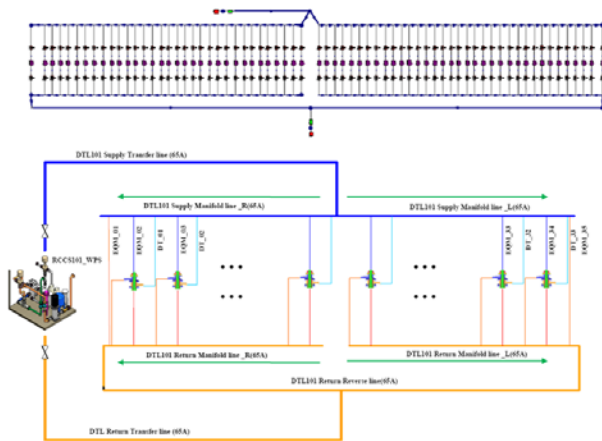 DTL101 Supply Transfer line (65A)
DTL101 Supply Manifold line _R(65A)
DTL101 Supply Manifold line _L(65A)
EQM_01
EQM_02
DT_01
EQM_03
DT_02
EQM_33
DT_32
EQM_34
DT_33
EQM_35
RCCS101_WPS
DTL101 Return Manifold line _R(65A)
DTL101 Return Manifold line _L(65A)
DTL101 Return Reverse line(65A)
DTL Return Transfer line (65A)